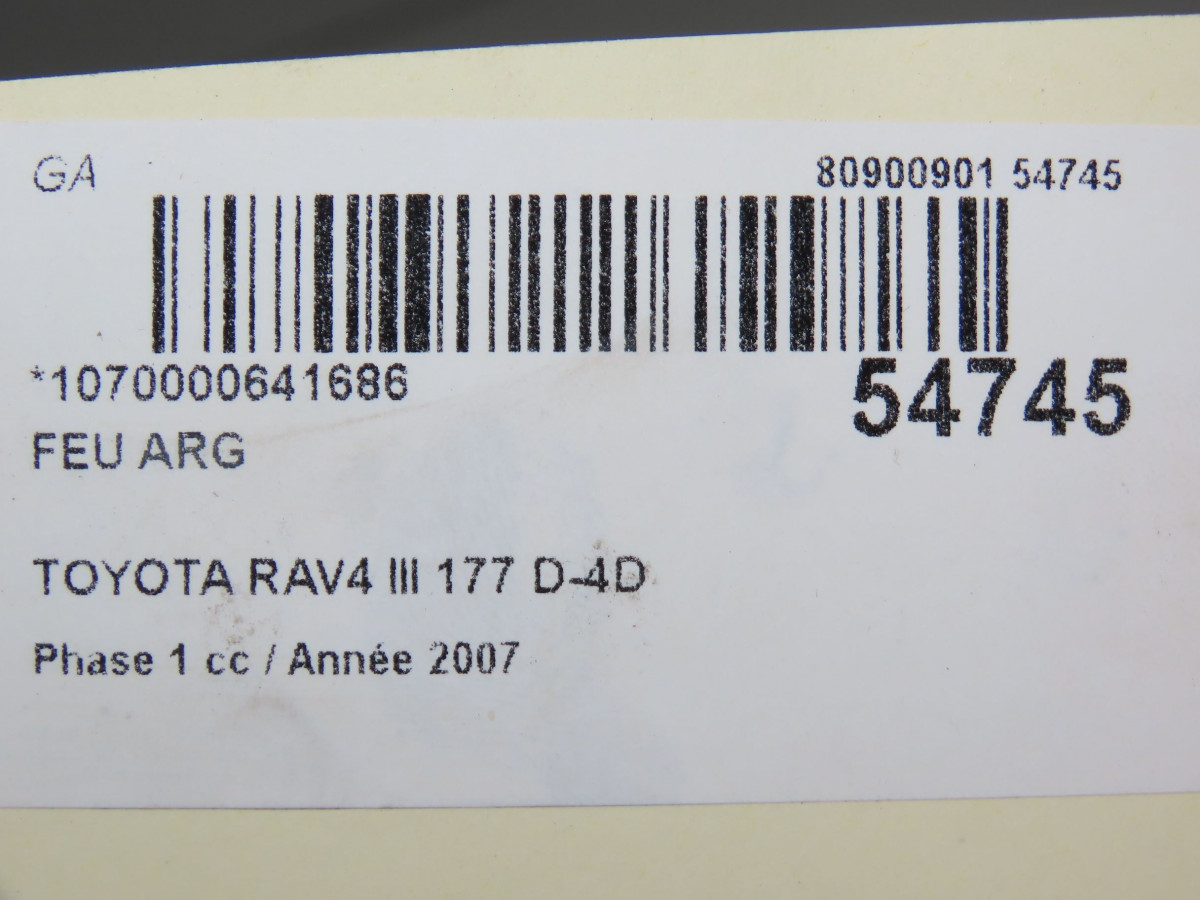 GA 80900901 54745
*1070000641686 54745
FEU ARG
TOYOTA RAV4 III 177 D-4D
Phase 1 cc / Année 2007